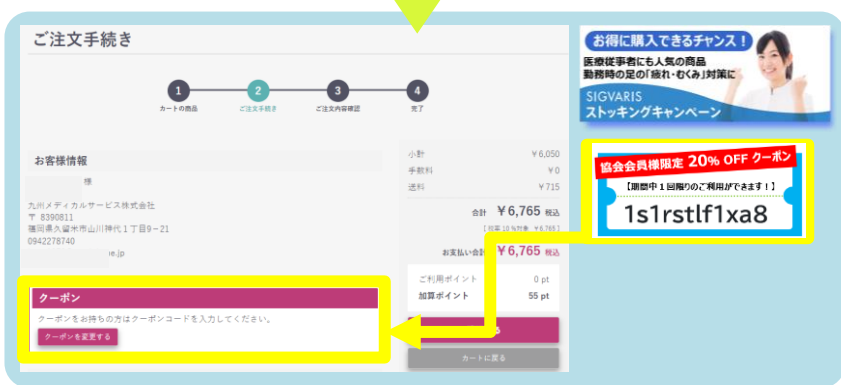 ご注文手続き
1
2
3
4
カートの商品
ご注文手続き
ご注文内容確認
完了
お客様情報
様
九州メディカルサービス株式会社
〒 8390811
福岡県久留米市山川神代1丁目9-21
0942278740
.jp
クーポン
クーポンをお持ちの方はクーポンコードを入力してください。
クーポンを変更する
小計 ¥6,050
手数料 ¥0
送料 ¥715
合計 ¥6,765 税込
[税率10%対象 ¥6,765]
お支払い合計 ¥6,765 税込
ご利用ポイント 0 pt
加算ポイント 55 pt
る
カートに戻る
お得に購入できるチャンス！
医療従事者にも人気の商品
勤務時の足の「疲れ・むくみ」対策に
SIGVARIS
ストッキングキャンペーン
協会会員様限定 20% OFF クーポン
【期間中1回限りのご利用ができます！】
1s1rstlf1xa8